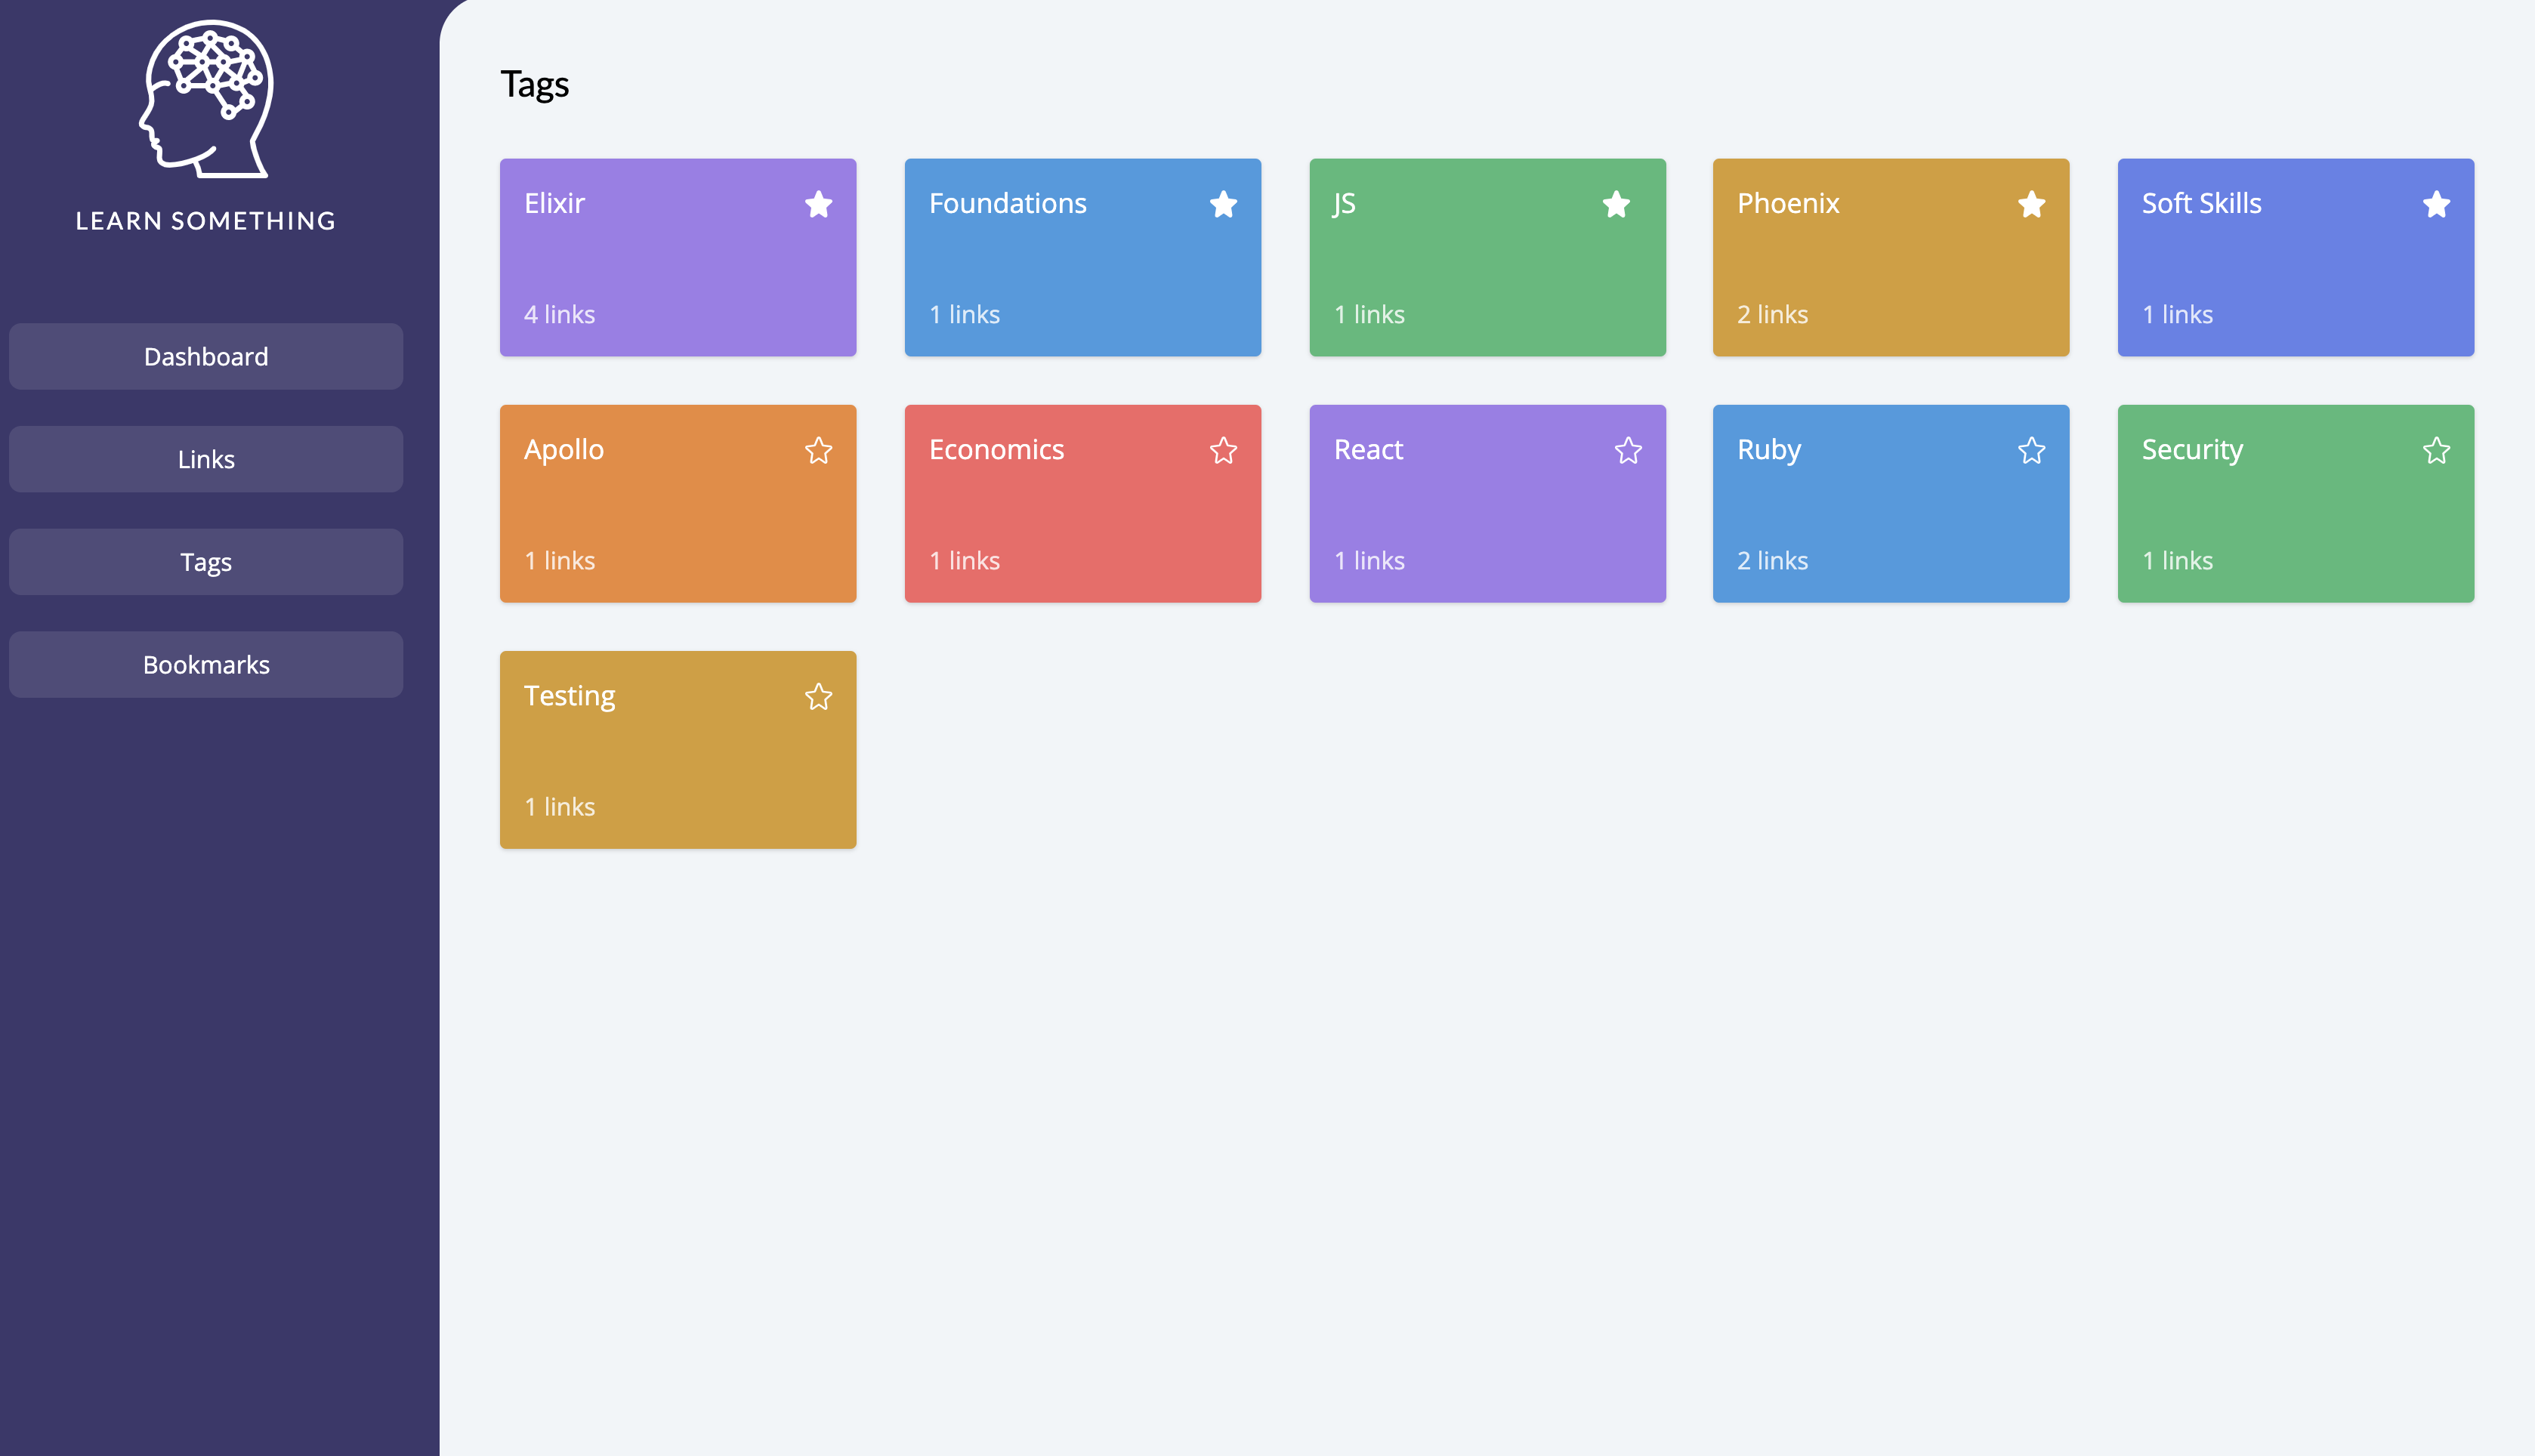 LEARN SOMETHING
Dashboard
Links
Tags
Bookmarks
Tags
Elixir
4 links
Foundations
1 links
JS
1 links
Phoenix
2 links
Soft Skills
1 links
Apollo
1 links
Economics
1 links
React
1 links
Ruby
2 links
Security
1 links
Testing
1 links